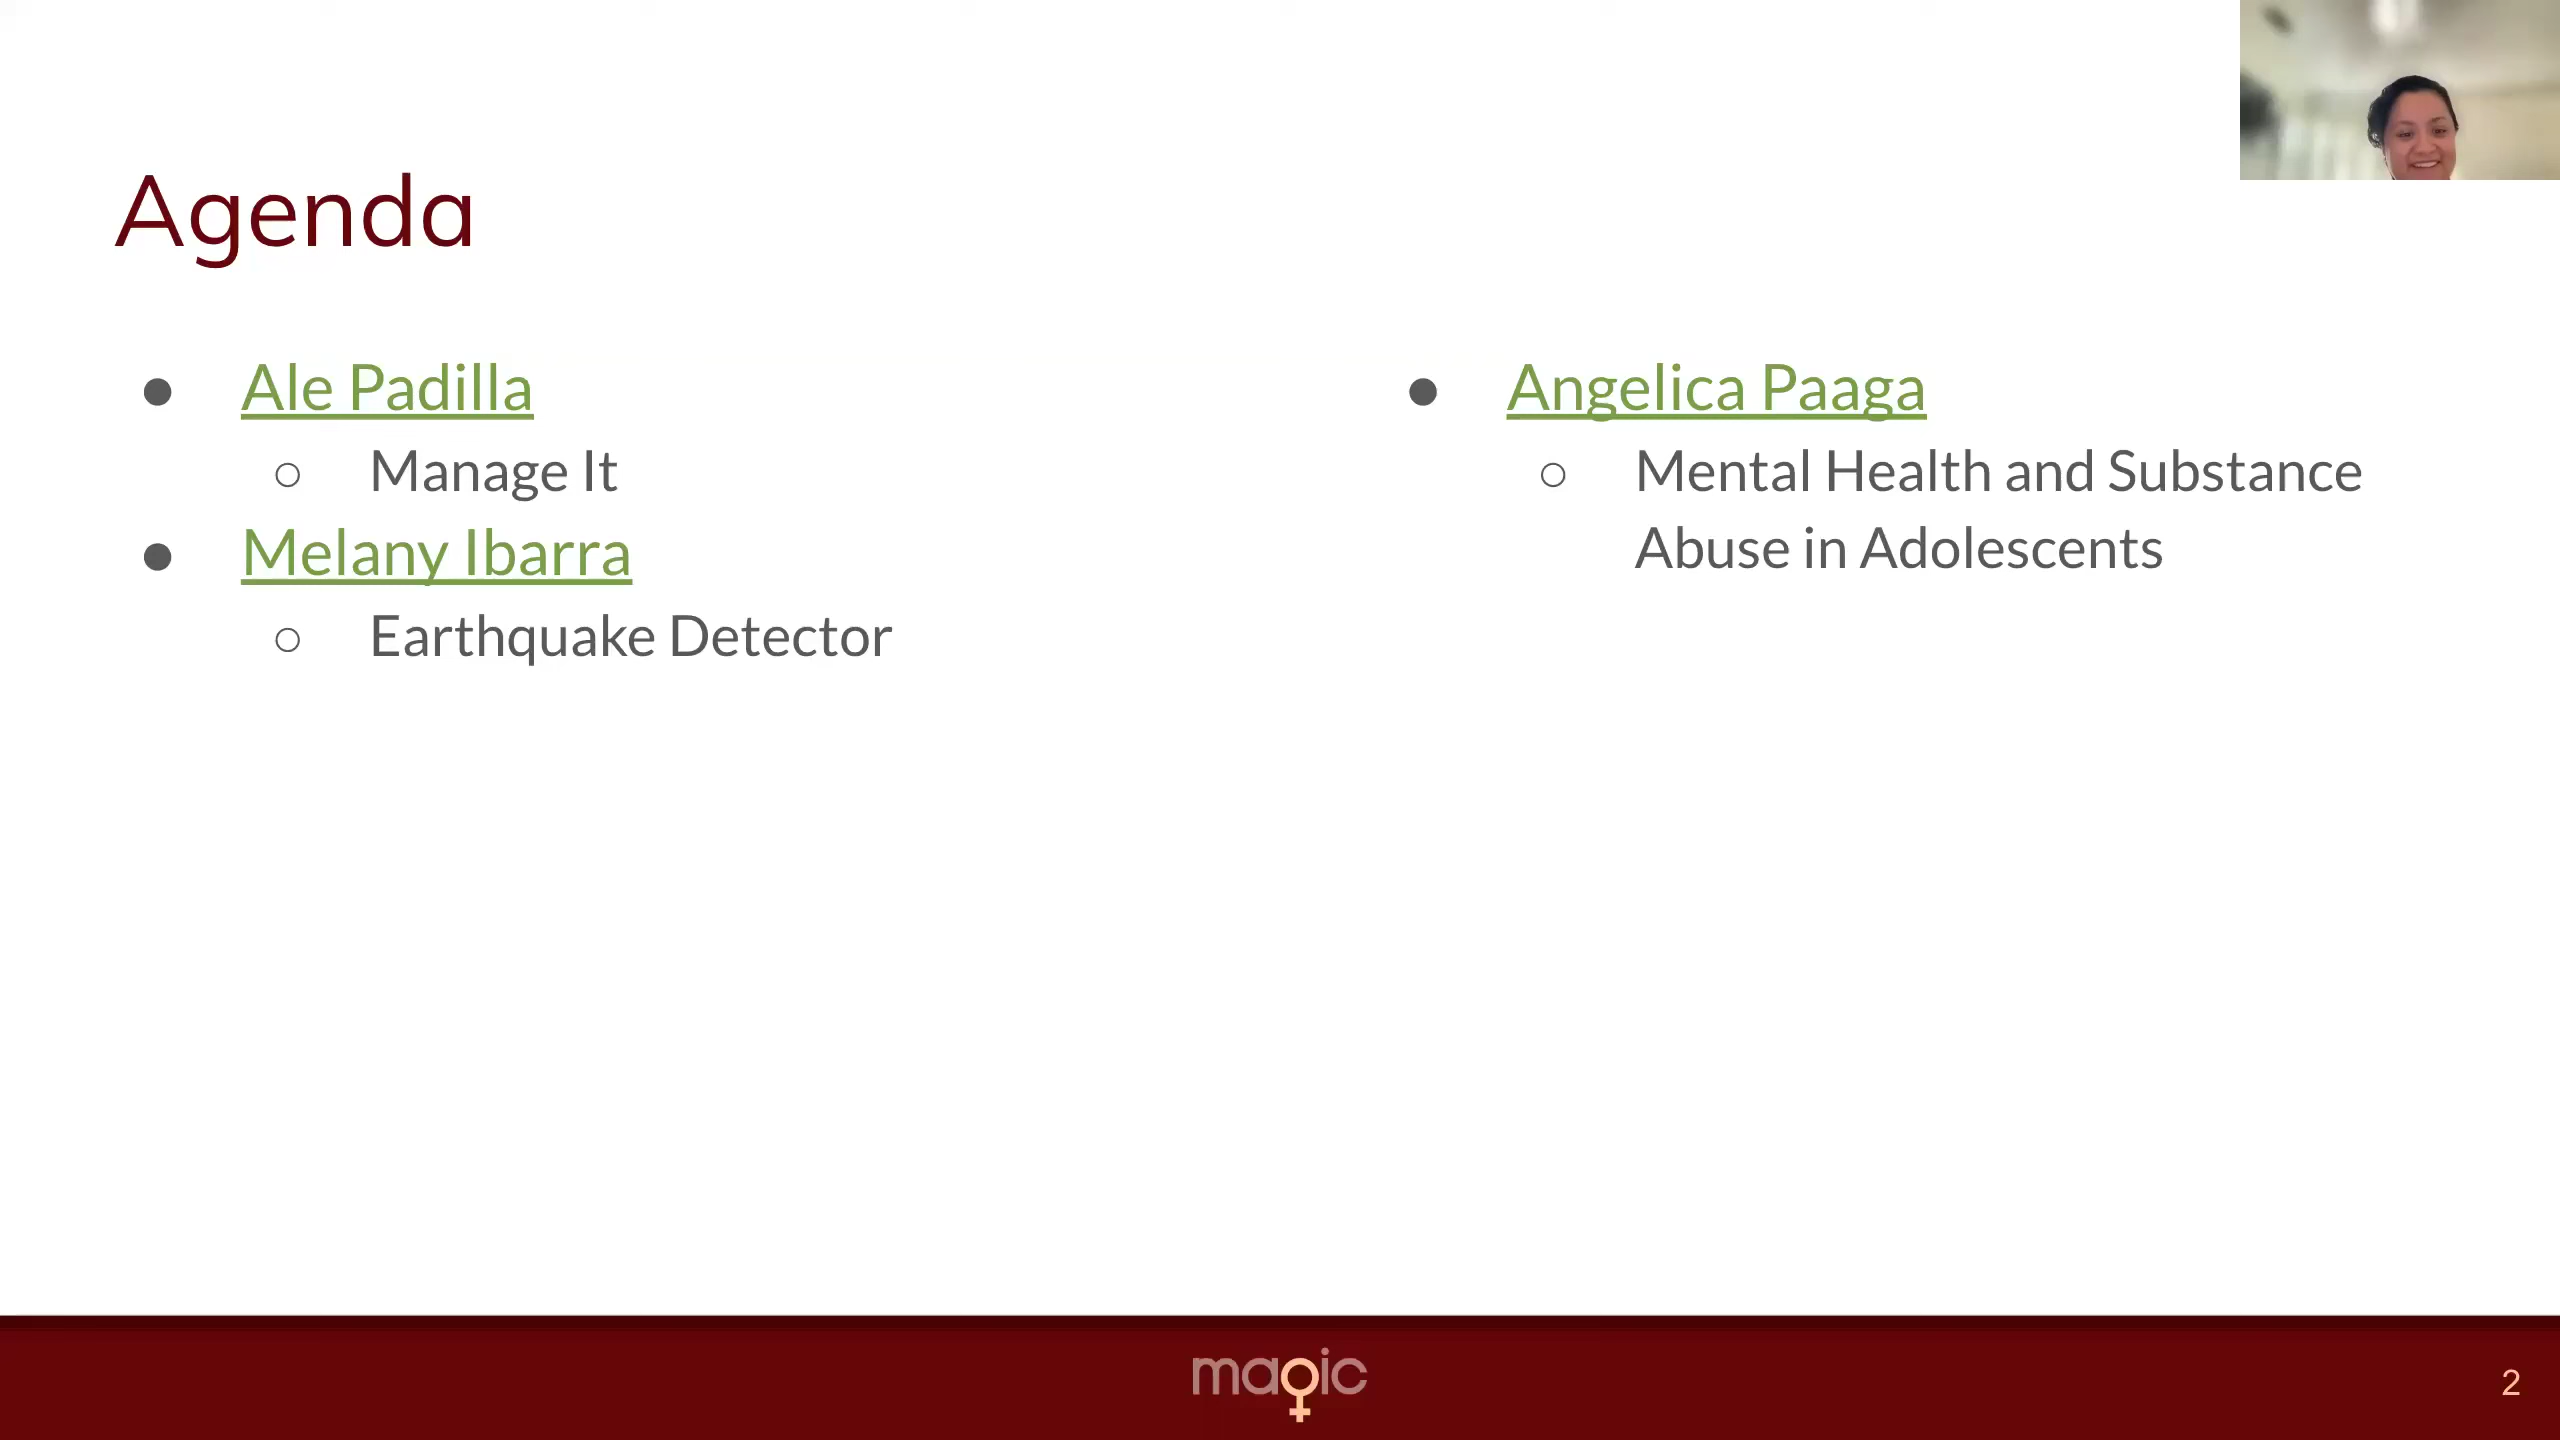 Agenda
● Ale Padilla
○ Manage It
● Melany Ibarra
○ Earthquake Detector
● Angelica Paaga
○ Mental Health and Substance
Abuse in Adolescents
magic
2